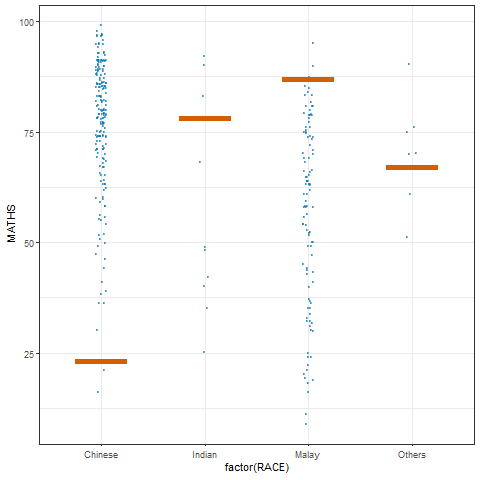 100
75
50
25
MATHS
Chinese
Indian
Malay
Others
factor(RACE)